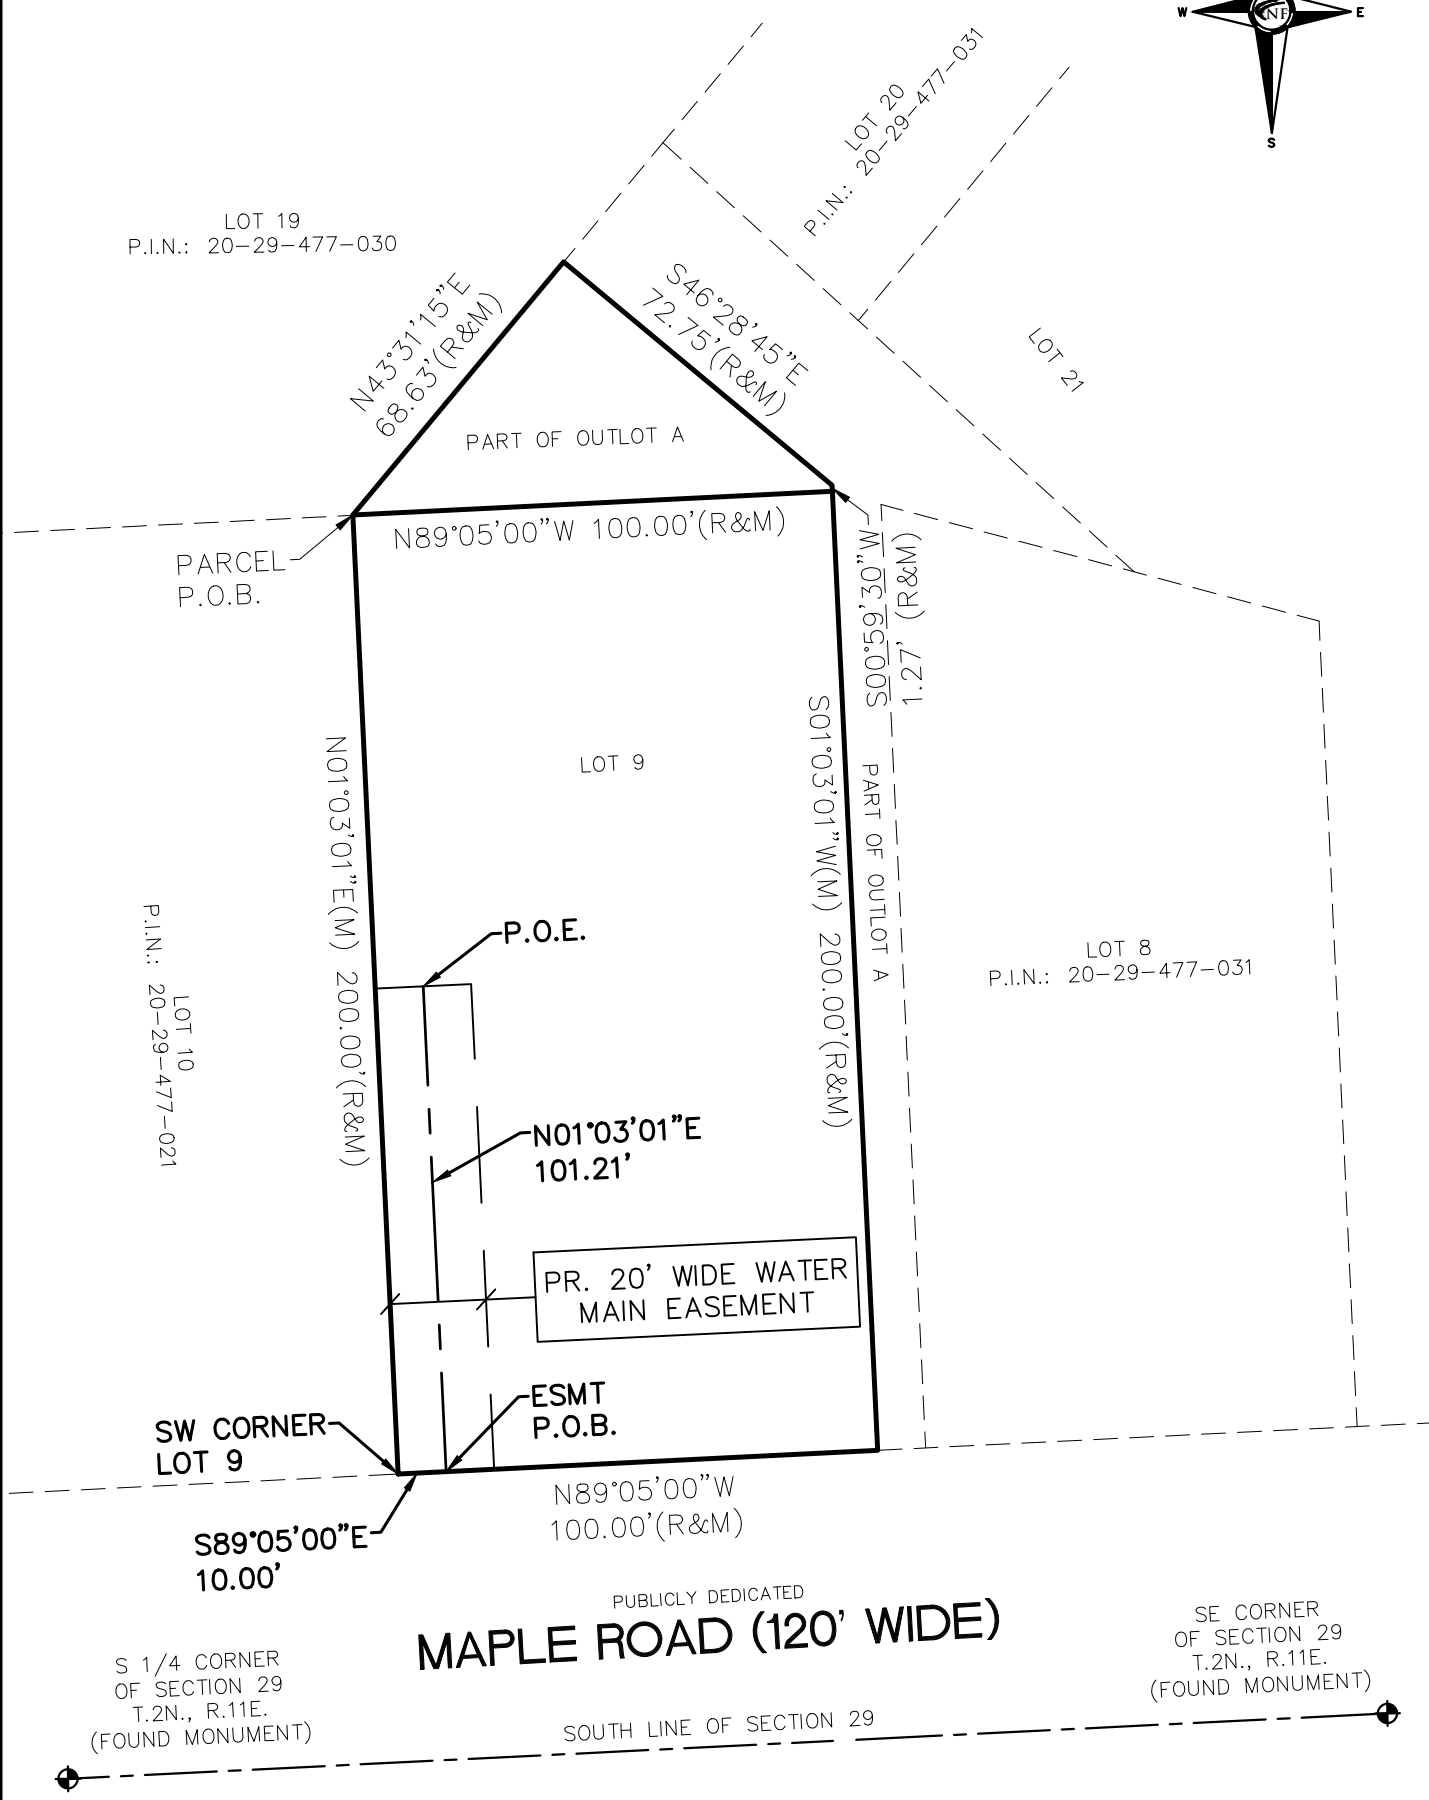 W
NF
E
S
LOT 20
P.I.N.: 20-29-477-031
LOT 19
P.I.N.: 20-29-477-030
N43°31'15"E
68.63'(R&M)
S46°28'45"E
72.75'(R&M)
LOT 21
PART OF OUTLOT A
N89°05'00"W 100.00'(R&M)
PARCEL
P.O.B.
S00°59'30"W
1.27' (R&M)
N01°03'01"E(M) 200.00'(R&M)
LOT 9
S01°03'01"W(M) 200.00'(R&M)
PART OF OUTLOT A
LOT 10
P.I.N.: 20-29-477-021
P.O.E.
LOT 8
P.I.N.: 20-29-477-031
N01°03'01"E
101.21'
PR. 20' WIDE WATER
MAIN EASEMENT
ESMT
P.O.B.
SW CORNER
LOT 9
N89°05'00"W
100.00'(R&M)
S89°05'00"E
10.00'
PUBLICLY DEDICATED
MAPLE ROAD (120' WIDE)
S 1/4 CORNER
OF SECTION 29
T.2N., R.11E.
(FOUND MONUMENT)
SE CORNER
OF SECTION 29
T.2N., R.11E.
(FOUND MONUMENT)
SOUTH LINE OF SECTION 29